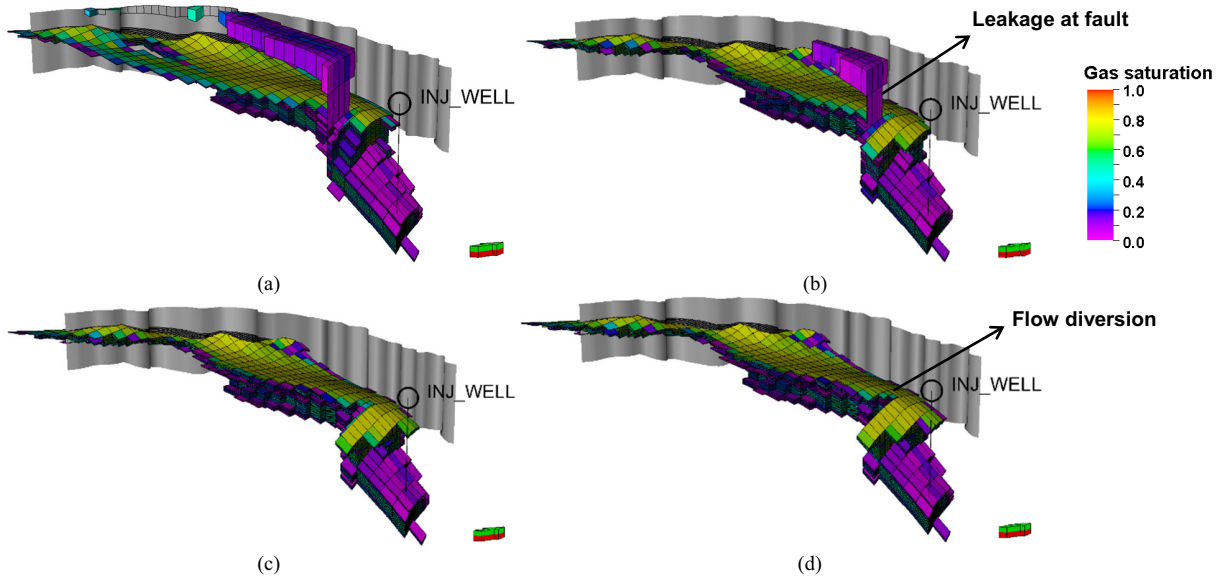 Leakage at fault
Gas saturation
1.0
0.8
0.6
0.4
0.2
0.0
INJ_WELL
INJ_WELL
(a)
(b)
Flow diversion
INJ_WELL
INJ_WELL
(c)
(d)